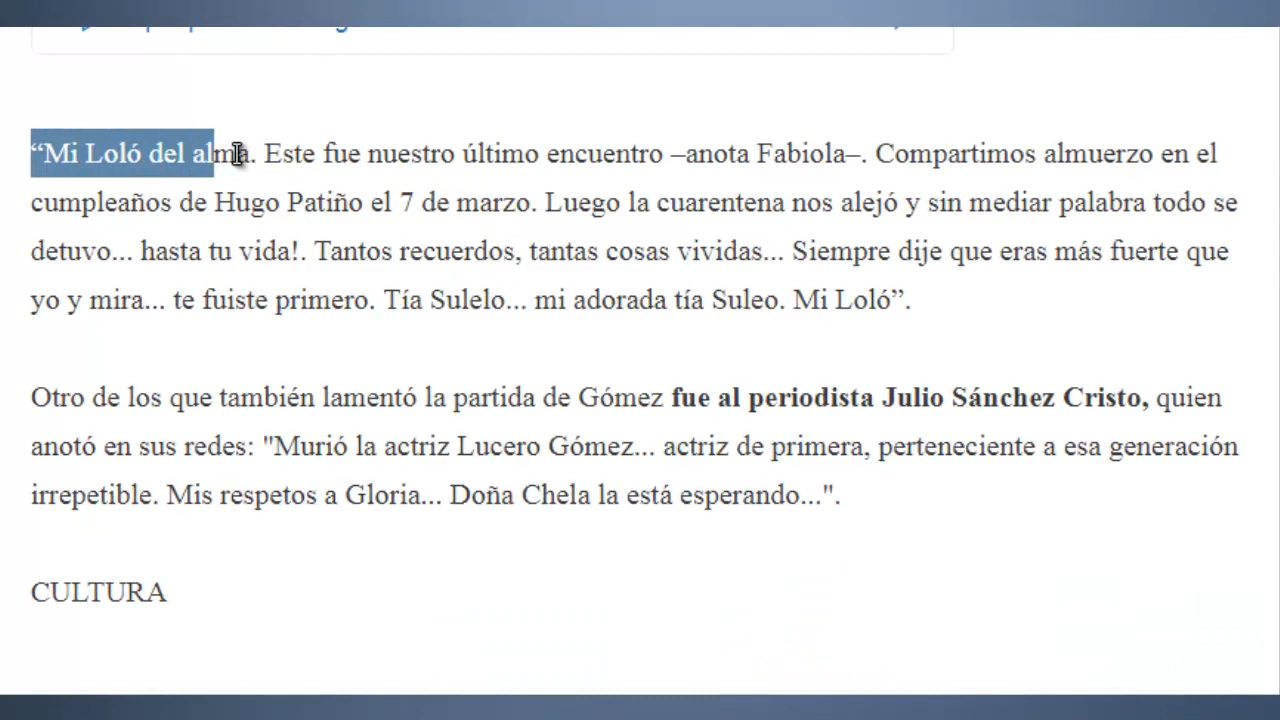 “Mi Loló del alma. Este fue nuestro último encuentro –anota Fabiola–. Compartimos almuerzo en el
cumpleaños de Hugo Patiño el 7 de marzo. Luego la cuarentena nos alejó y sin mediar palabra todo se
detuvo... hasta tu vida!. Tantos recuerdos, tantas cosas vividas... Siempre dije que eras más fuerte que
yo y mira... te fuiste primero. Tía Sulelo... mi adorada tía Suleo. Mi Loló”.
Otro de los que también lamentó la partida de Gómez fue al periodista Julio Sánchez Cristo, quien
anotó en sus redes: "Murió la actriz Lucero Gómez... actriz de primera, perteneciente a esa generación
irrepetible. Mis respetos a Gloria... Doña Chela la está esperando...".
CULTURA